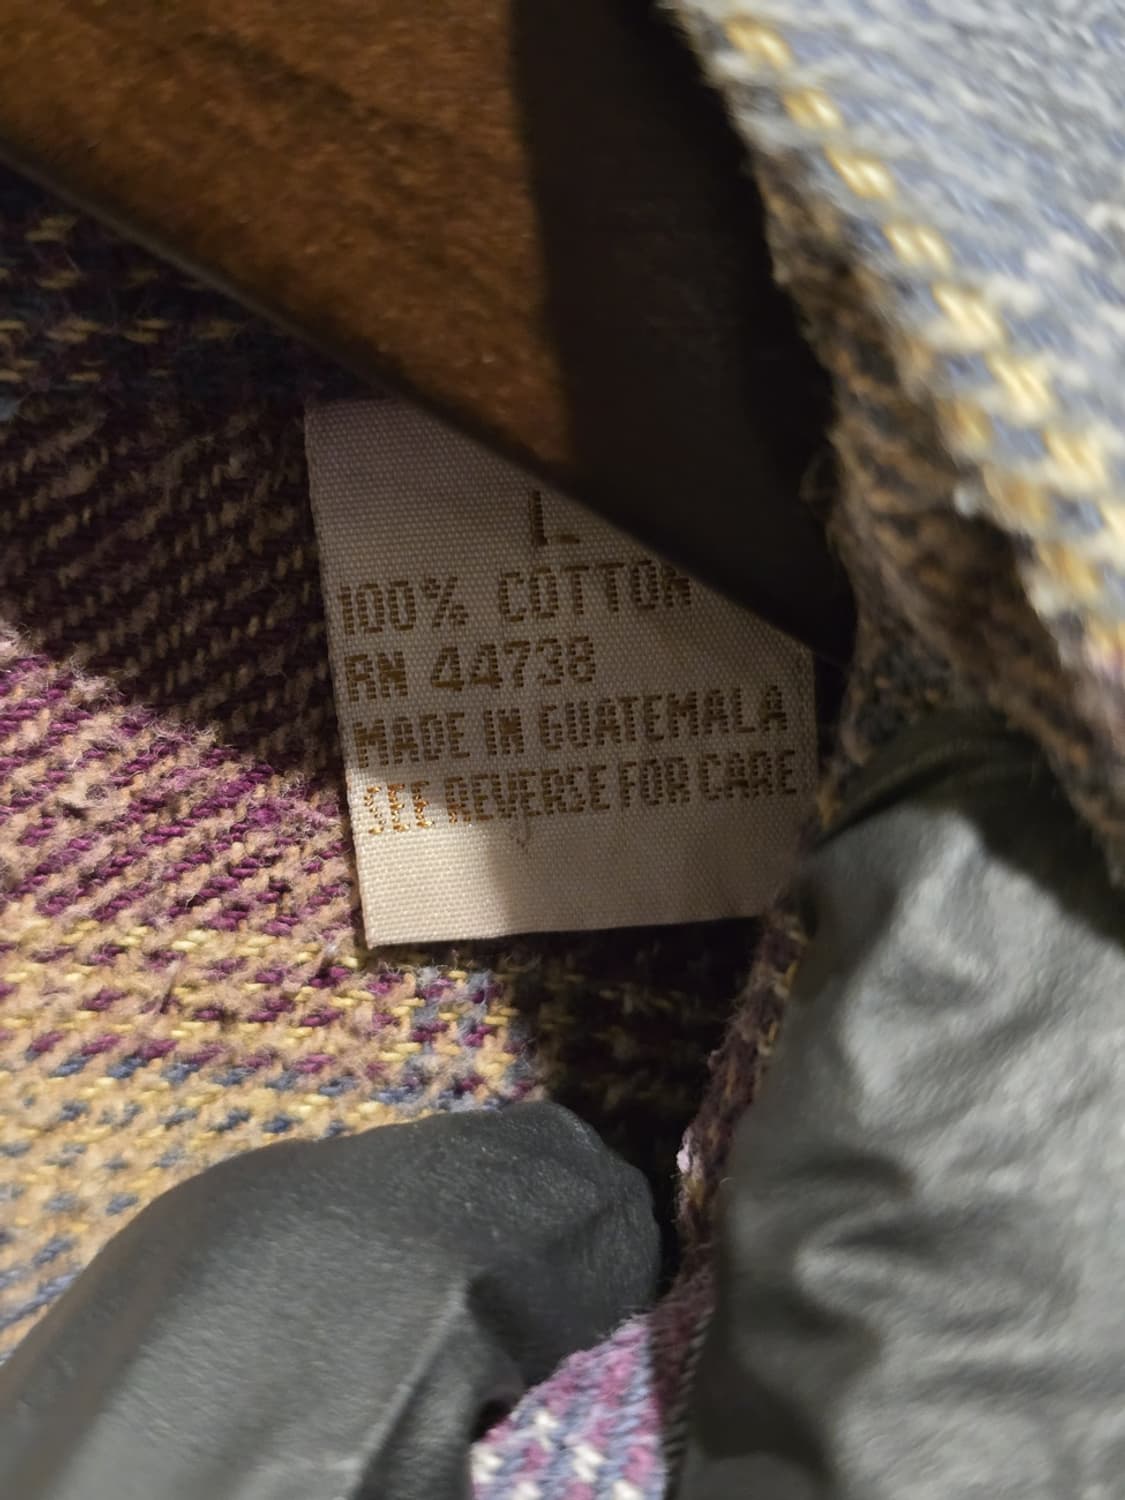 L
100% COTTON
RN 44738
MADE IN GUATEMALA
SEE REVERSE FOR CARE